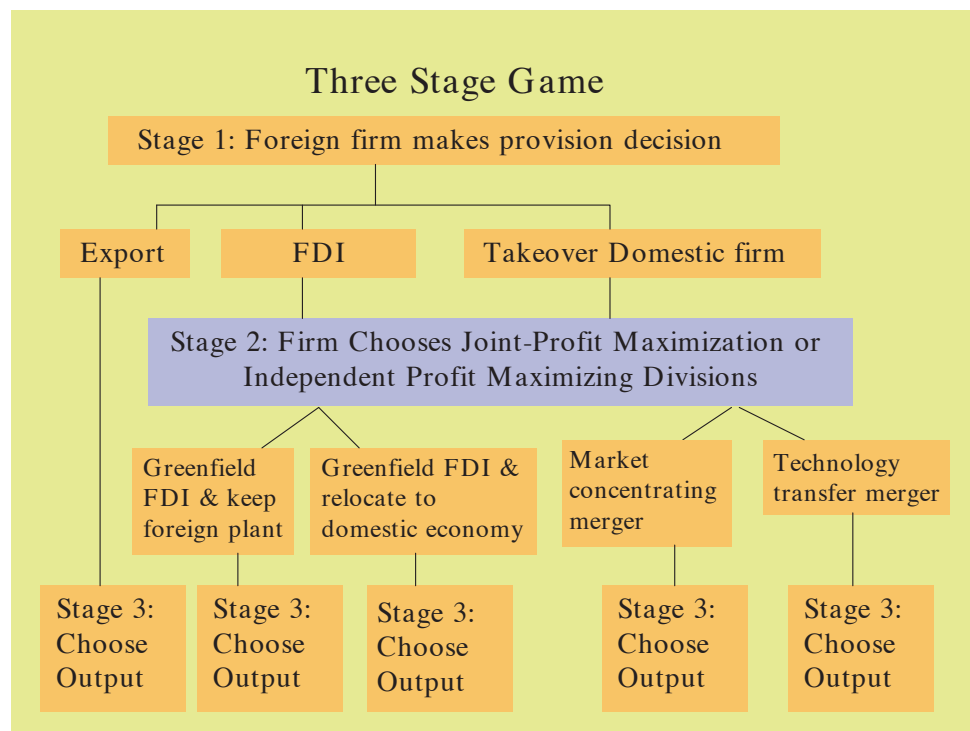 Three Stage Game
Stage 1: Foreign firm makes provision decision
Export
FDI
Takeover Domestic firm
Stage 2: Firm Chooses Joint-Profit Maximization or
Independent Profit Maximizing Divisions
Greenfield
FDI & keep
foreign plant
Greenfield FDI &
relocate to
domestic economy
Market
concentrating
merger
Technology
transfer merger
Stage 3:
Choose
Output
Stage 3:
Choose
Output
Stage 3:
Choose
Output
Stage 3:
Choose
Output
Stage 3:
Choose
Output